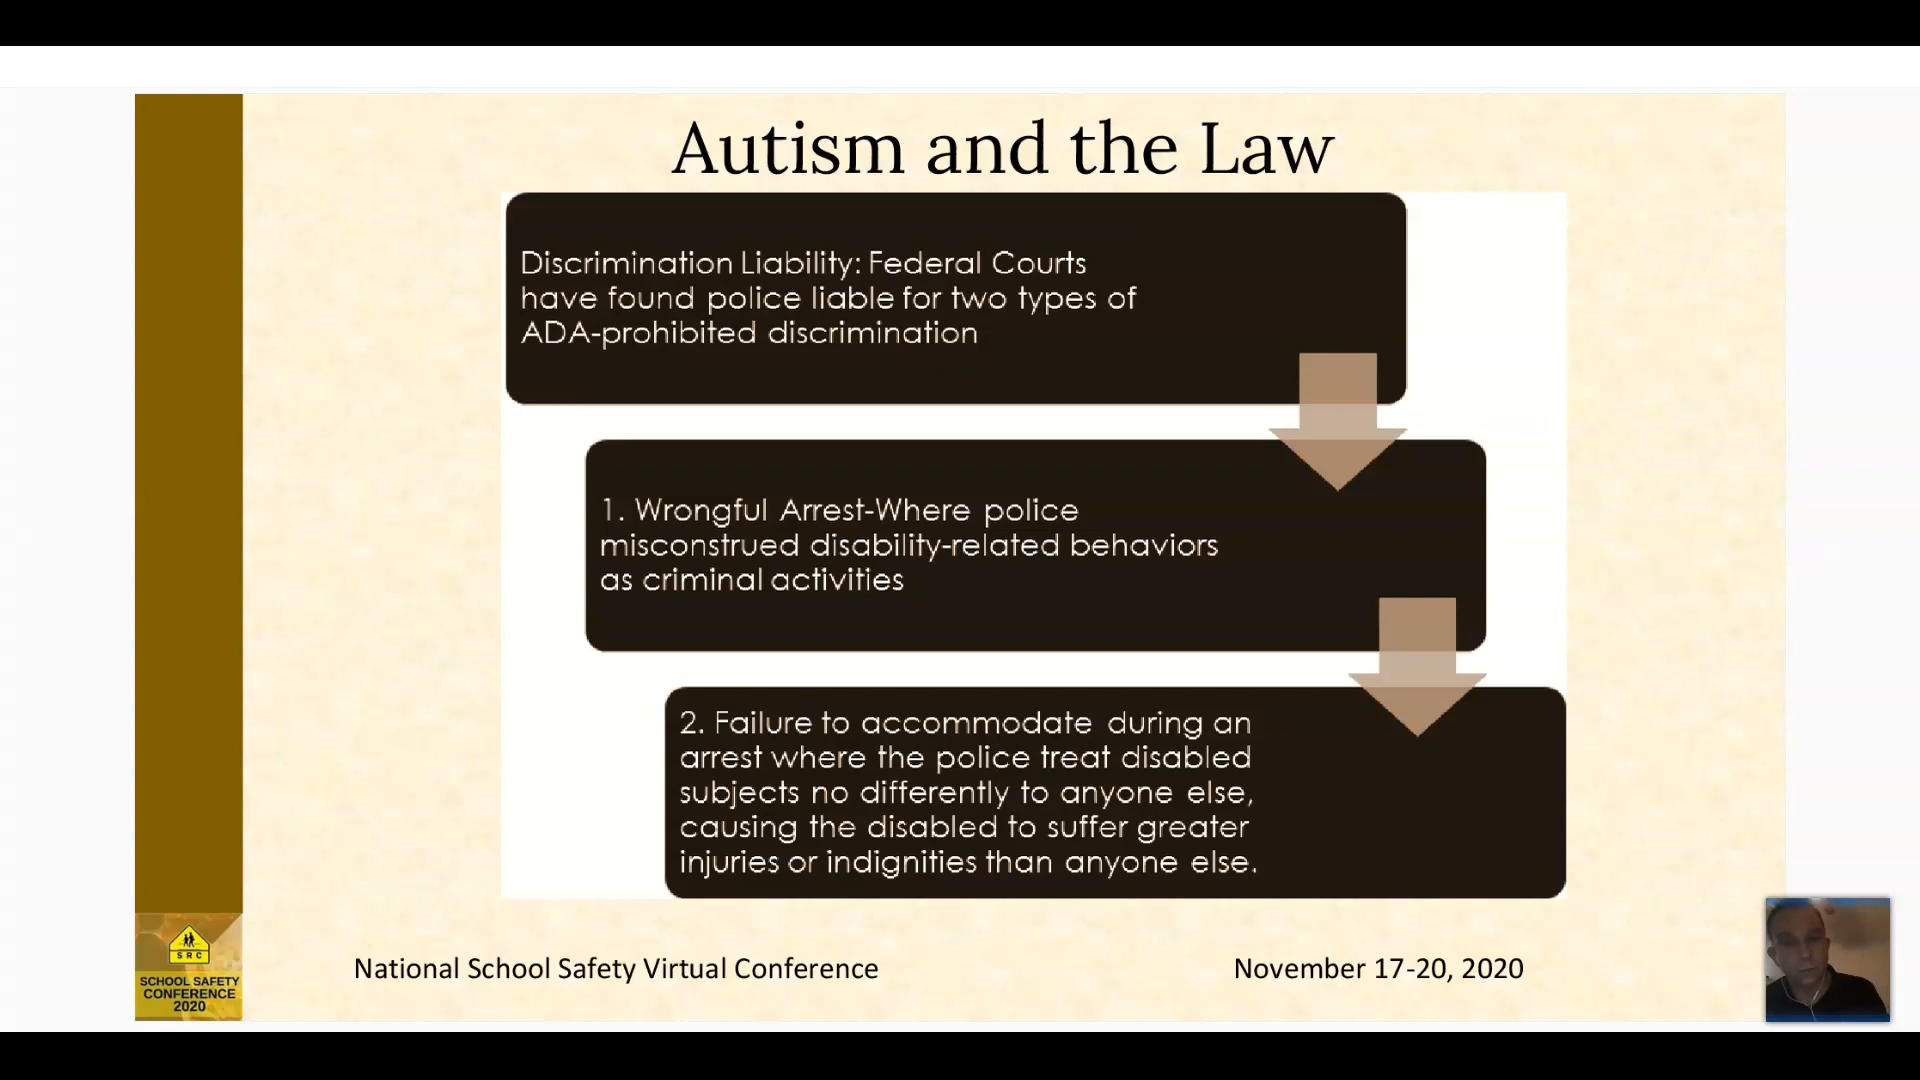 Autism and the Law
Discrimination Liability: Federal Courts
have found police liable for two types of
ADA-prohibited discrimination
1. Wrongful Arrest-Where police
misconstrued disability-related behaviors
as criminal activities
2. Failure to accommodate during an
arrest where the police treat disabled
subjects no differently to anyone else,
causing the disabled to suffer greater
injuries or indignities than anyone else.
SRC
SCHOOL SAFETY
CONFERENCE
2020
National School Safety Virtual Conference
November 17-20, 2020